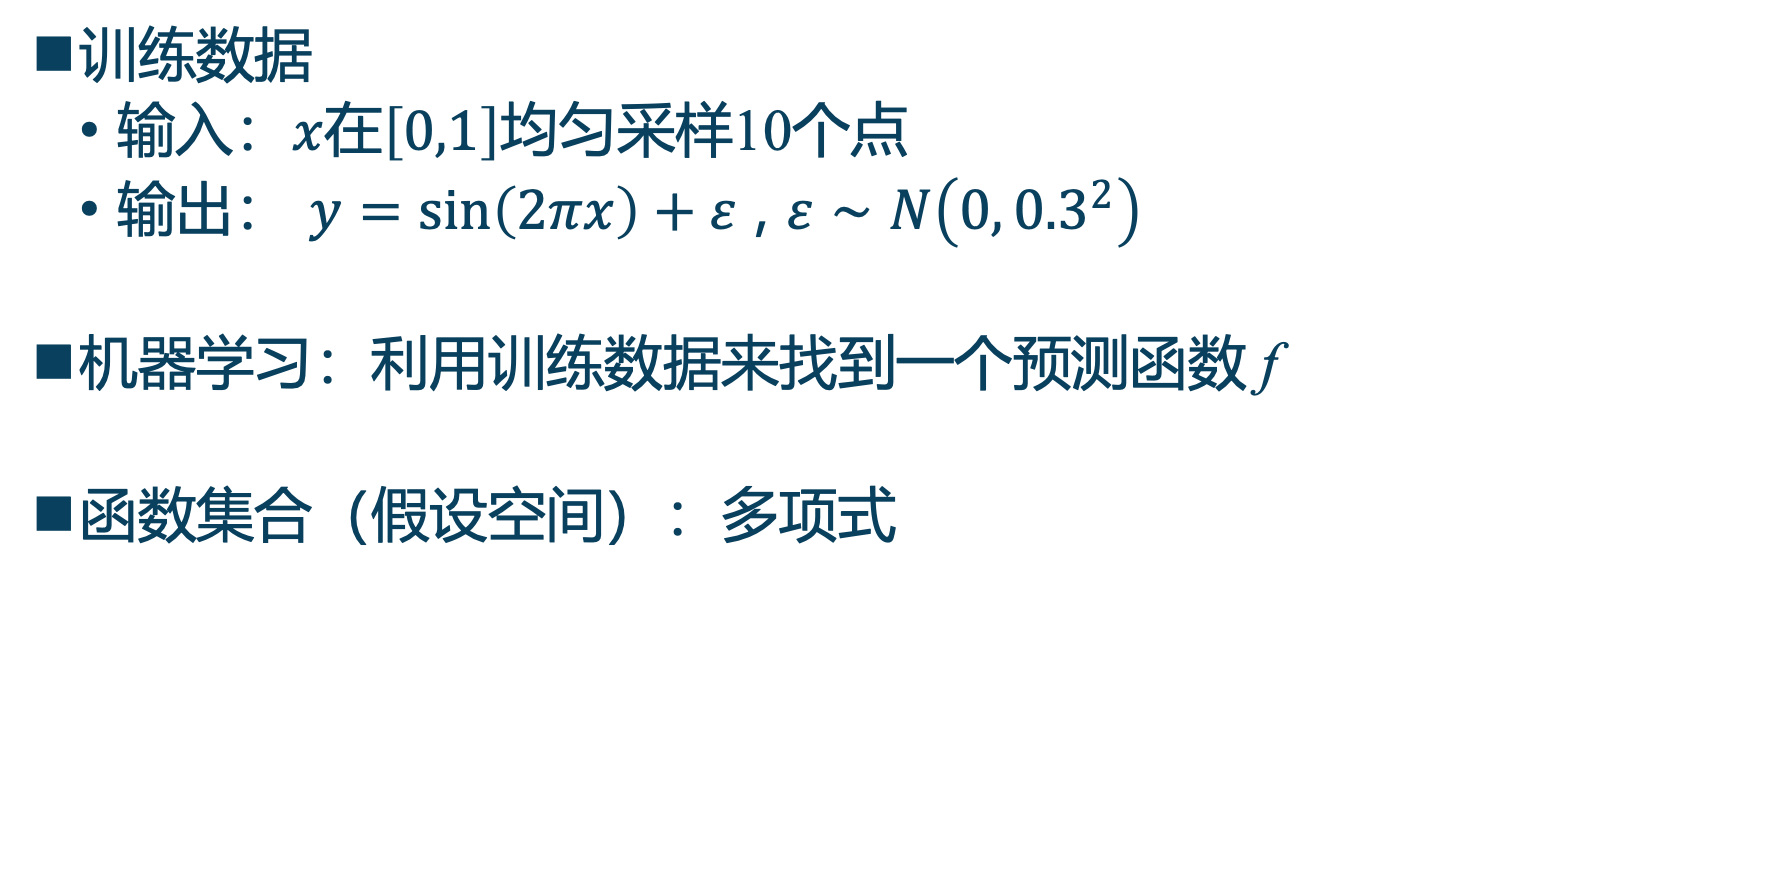 ■训练数据
• 输入：x在[0,1]均匀采样10个点
• 输出： y = sin(2πx) + ε , ε ~ N(0, 0.3²)
■机器学习：利用训练数据来找到一个预测函数f
■函数集合（假设空间）：多项式